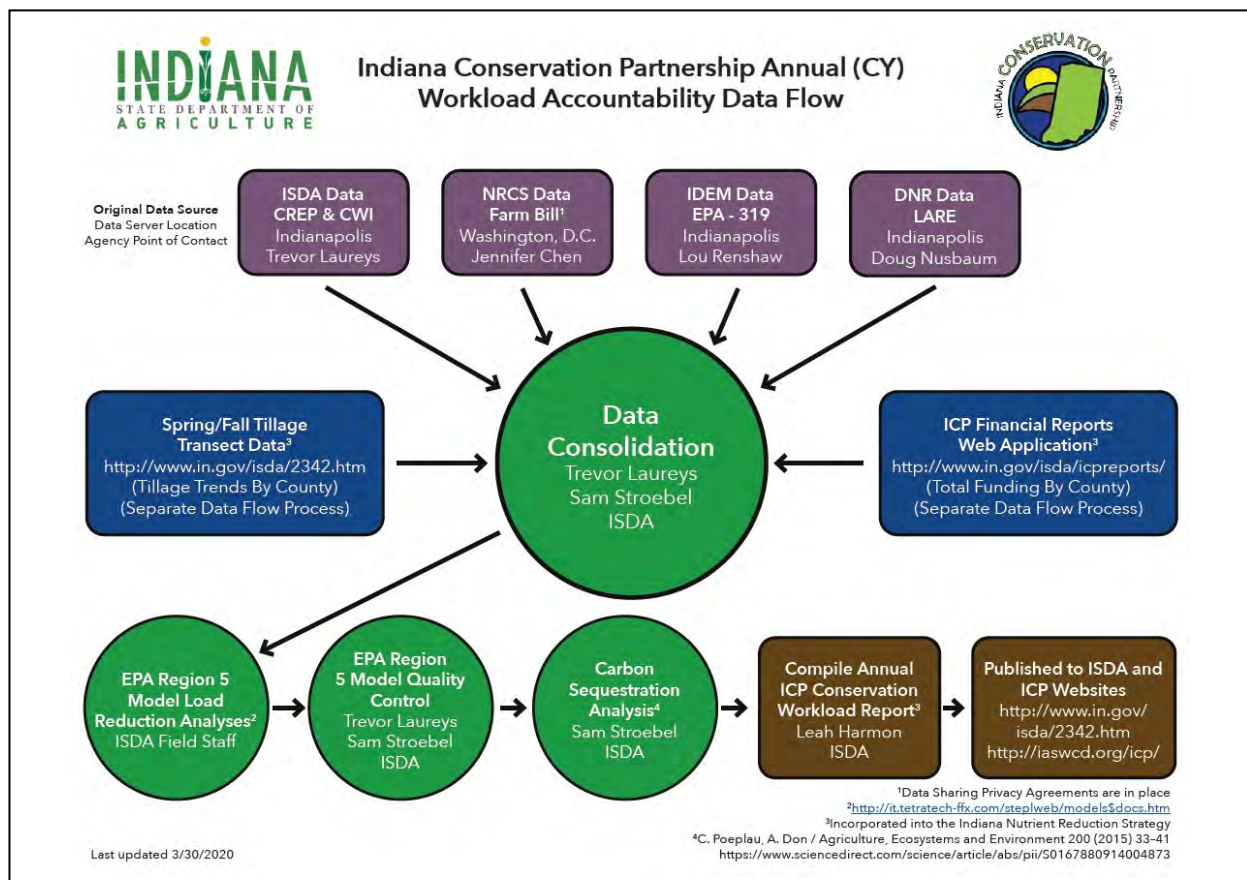 INDIANA
STATE DEPARTMENT OF
AGRICULTURE
Indiana Conservation Partnership Annual (CY)
Workload Accountability Data Flow
INDIANA CONSERVATION PARTNERSHIP
Original Data Source
Data Server Location
Agency Point of Contact
ISDA Data
CREP & CWI
Indianapolis
Trevor Laureys
NRCS Data
Farm Bill¹
Washington, D.C.
Jennifer Chen
IDEM Data
EPA - 319
Indianapolis
Lou Renshaw
DNR Data
LARE
Indianapolis
Doug Nusbaum
Spring/Fall Tillage
Transect Data³
http://www.in.gov/isda/2342.htm
(Tillage Trends By County)
(Separate Data Flow Process)
Data
Consolidation
Trevor Laureys
Sam Stroebel
ISDA
ICP Financial Reports
Web Application³
http://www.in.gov/isda/icpreports/
(Total Funding By County)
(Separate Data Flow Process)
EPA Region 5
Model Load
Reduction Analyses²
ISDA Field Staff
EPA Region
5 Model Quality
Control
Trevor Laureys
Sam Stroebel
ISDA
Carbon
Sequestration
Analysis⁴
Sam Stroebel
ISDA
Compile Annual
ICP Conservation
Workload Report³
Leah Harmon
ISDA
Published to ISDA and
ICP Websites
http://www.in.gov/
isda/2342.htm
http://iaswcd.org/icp/
¹Data Sharing Privacy Agreements are in place
²http://it.tetratech-ffx.com/steplweb/models$docs.htm
³Incorporated into the Indiana Nutrient Reduction Strategy
⁴C. Poeplau, A. Don / Agriculture, Ecosystems and Environment 200 (2015) 33–41
https://www.sciencedirect.com/science/article/abs/pii/S0167880914004873
Last updated 3/30/2020